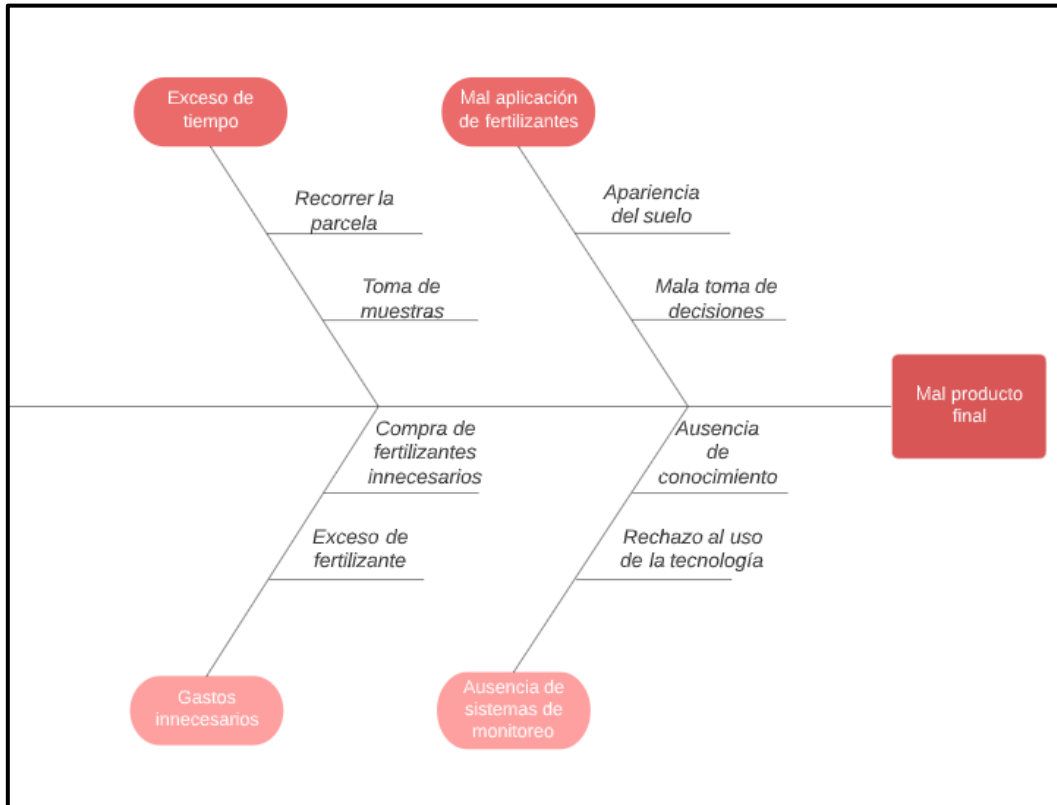 Exceso de
tiempo
Mal aplicación
de fertilizantes
Recorrer la
parcela
Apariencia
del suelo
Toma de
muestras
Mala toma de
decisiones
Mal producto
final
Compra de
fertilizantes
innecesarios
Ausencia
de
conocimiento
Exceso de
fertilizante
Rechazo al uso
de la tecnología
Gastos
innecesarios
Ausencia de
sistemas de
monitoreo